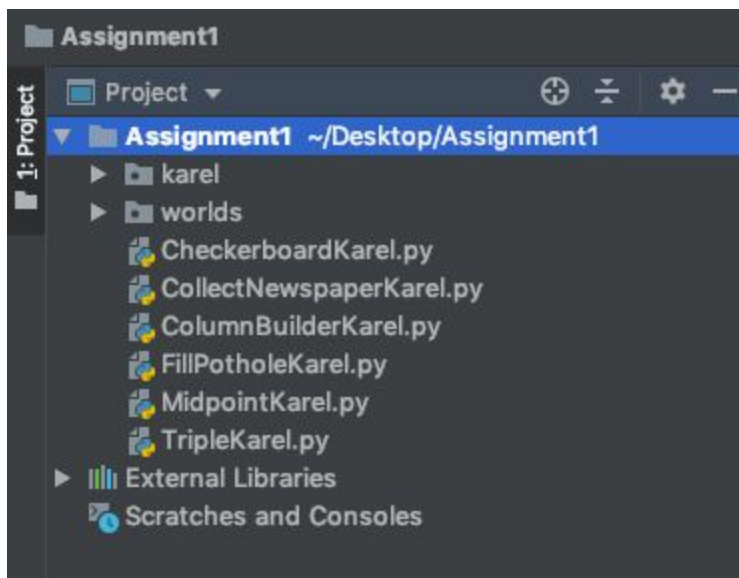 Assignment1
1: Project
Project
Assignment1 ~/Desktop/Assignment1
karel
worlds
CheckerboardKarel.py
CollectNewspaperKarel.py
ColumnBuilderKarel.py
FillPotholeKarel.py
MidpointKarel.py
TripleKarel.py
External Libraries
Scratches and Consoles